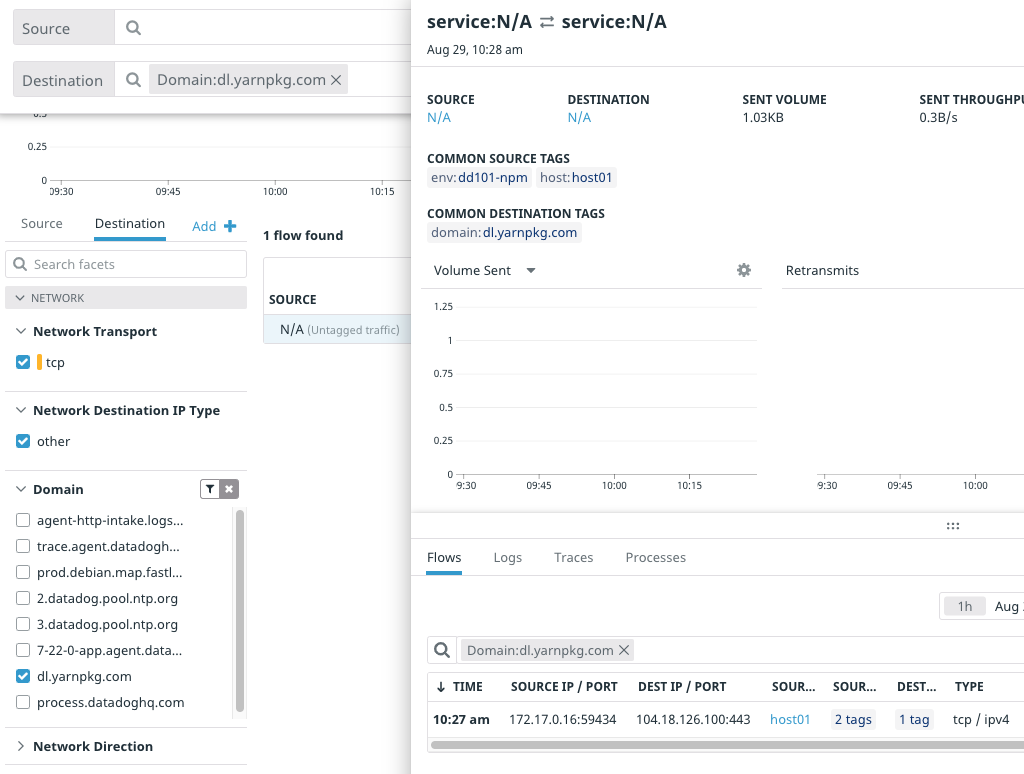 Source
Destination
Domain:dl.yarnpkg.com
0.5
0.25
0
09:30 09:45 10:00 10:15
Source Destination Add
Search facets
NETWORK
Network Transport
tcp
Network Destination IP Type
other
Domain
agent-http-intake.logs...
trace.agent.datadogh...
prod.debian.map.fastl...
2.datadog.pool.ntp.org
3.datadog.pool.ntp.org
7-22-0-app.agent.data...
dl.yarnpkg.com
process.datadoghq.com
Network Direction
1 flow found
SOURCE
N/A (Untagged traffic)
service:N/A ⇄ service:N/A
Aug 29, 10:28 am
SOURCE DESTINATION SENT VOLUME SENT THROUGHPU
N/A N/A 1.03KB 0.3B/s
COMMON SOURCE TAGS
env:dd101-npm host:host01
COMMON DESTINATION TAGS
domain:dl.yarnpkg.com
Volume Sent
1.25
1
0.75
0.5
0.25
0
9:30 09:45 10:00 10:15
Retransmits
9:30 09:45 10:00
Flows Logs Traces Processes
1h Aug
Domain:dl.yarnpkg.com
TIME SOURCE IP / PORT DEST IP / PORT SOUR... SOUR... DEST... TYPE
10:27 am 172.17.0.16:59434 104.18.126.100:443 host01 2 tags 1 tag tcp / ipv4